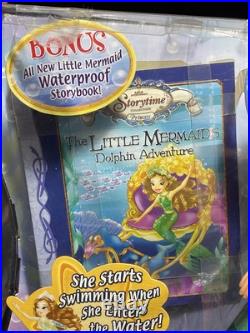 BONUS
All New Little Mermaid
Waterproof
Storybook!
Storytime
Princess
The LITTLE MERMAID'S
Dolphin Adventure
She Starts
Swimming When
She Enters
the Water!